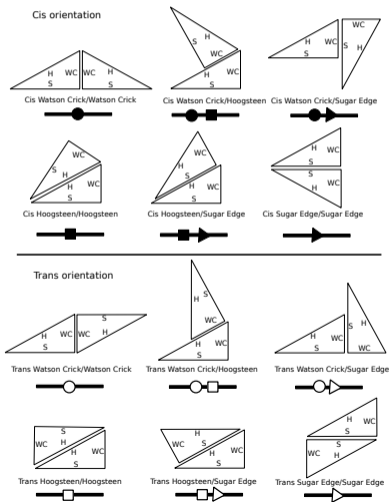 Cis orientation
H WC WC H
S S
S H
WC
H WC
S
H WC
S
WC
S H
Cis Watson Crick/Watson Crick
Cis Watson Crick/Hoogsteen
Cis Watson Crick/Sugar Edge
WC
S H
H WC
S
WC
S H
H WC
S
H WC
S
S
H WC
Cis Hoogsteen/Hoogsteen
Cis Hoogsteen/Sugar Edge
Cis Sugar Edge/Sugar Edge
Trans orientation
S
H WC WC H
S
H S
WC
H WC
S
H WC
S
S H
WC
Trans Watson Crick/Watson Crick
Trans Watson Crick/Hoogsteen
Trans Watson Crick/Sugar Edge
S
WC H
H WC
S
S
WC H
H WC
S
H WC
S
S
WC H
Trans Hoogsteen/Hoogsteen
Trans Hoogsteen/Sugar Edge
Trans Sugar Edge/Sugar Edge